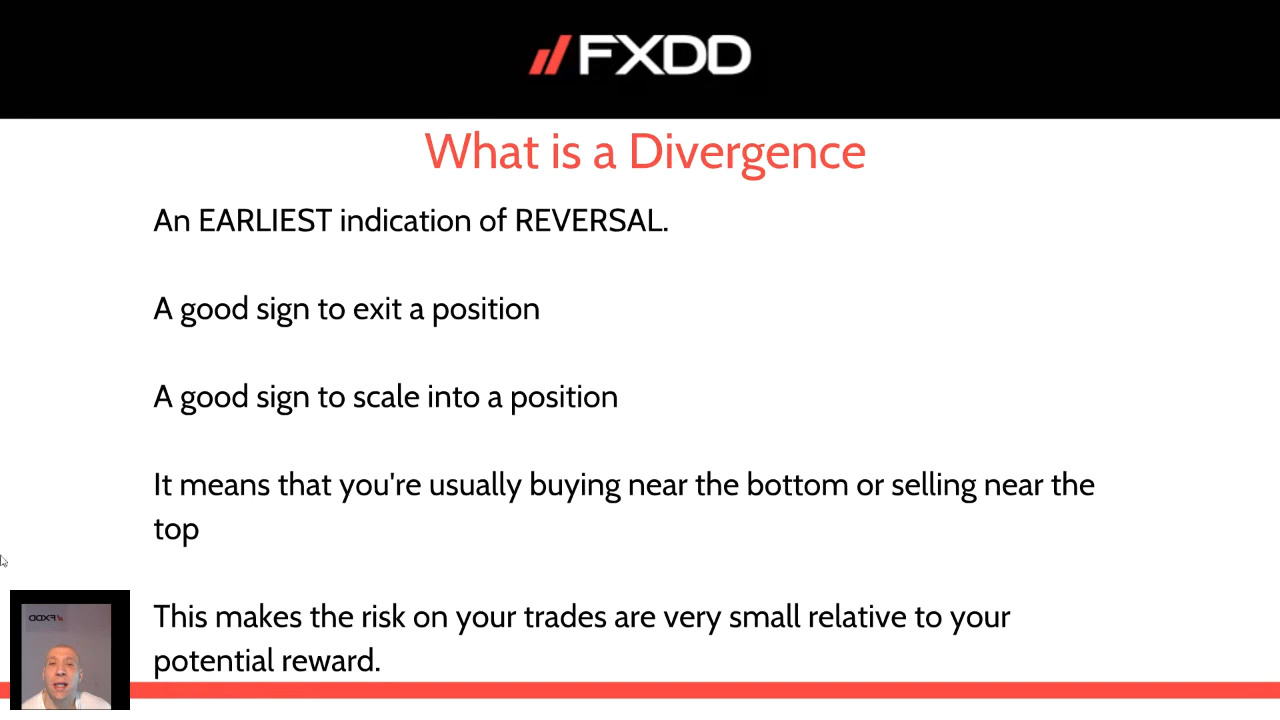 FXDD
What is a Divergence
An EARLIEST indication of REVERSAL.
A good sign to exit a position
A good sign to scale into a position
It means that you're usually buying near the bottom or selling near the
top
This makes the risk on your trades are very small relative to your
potential reward.
FXDD